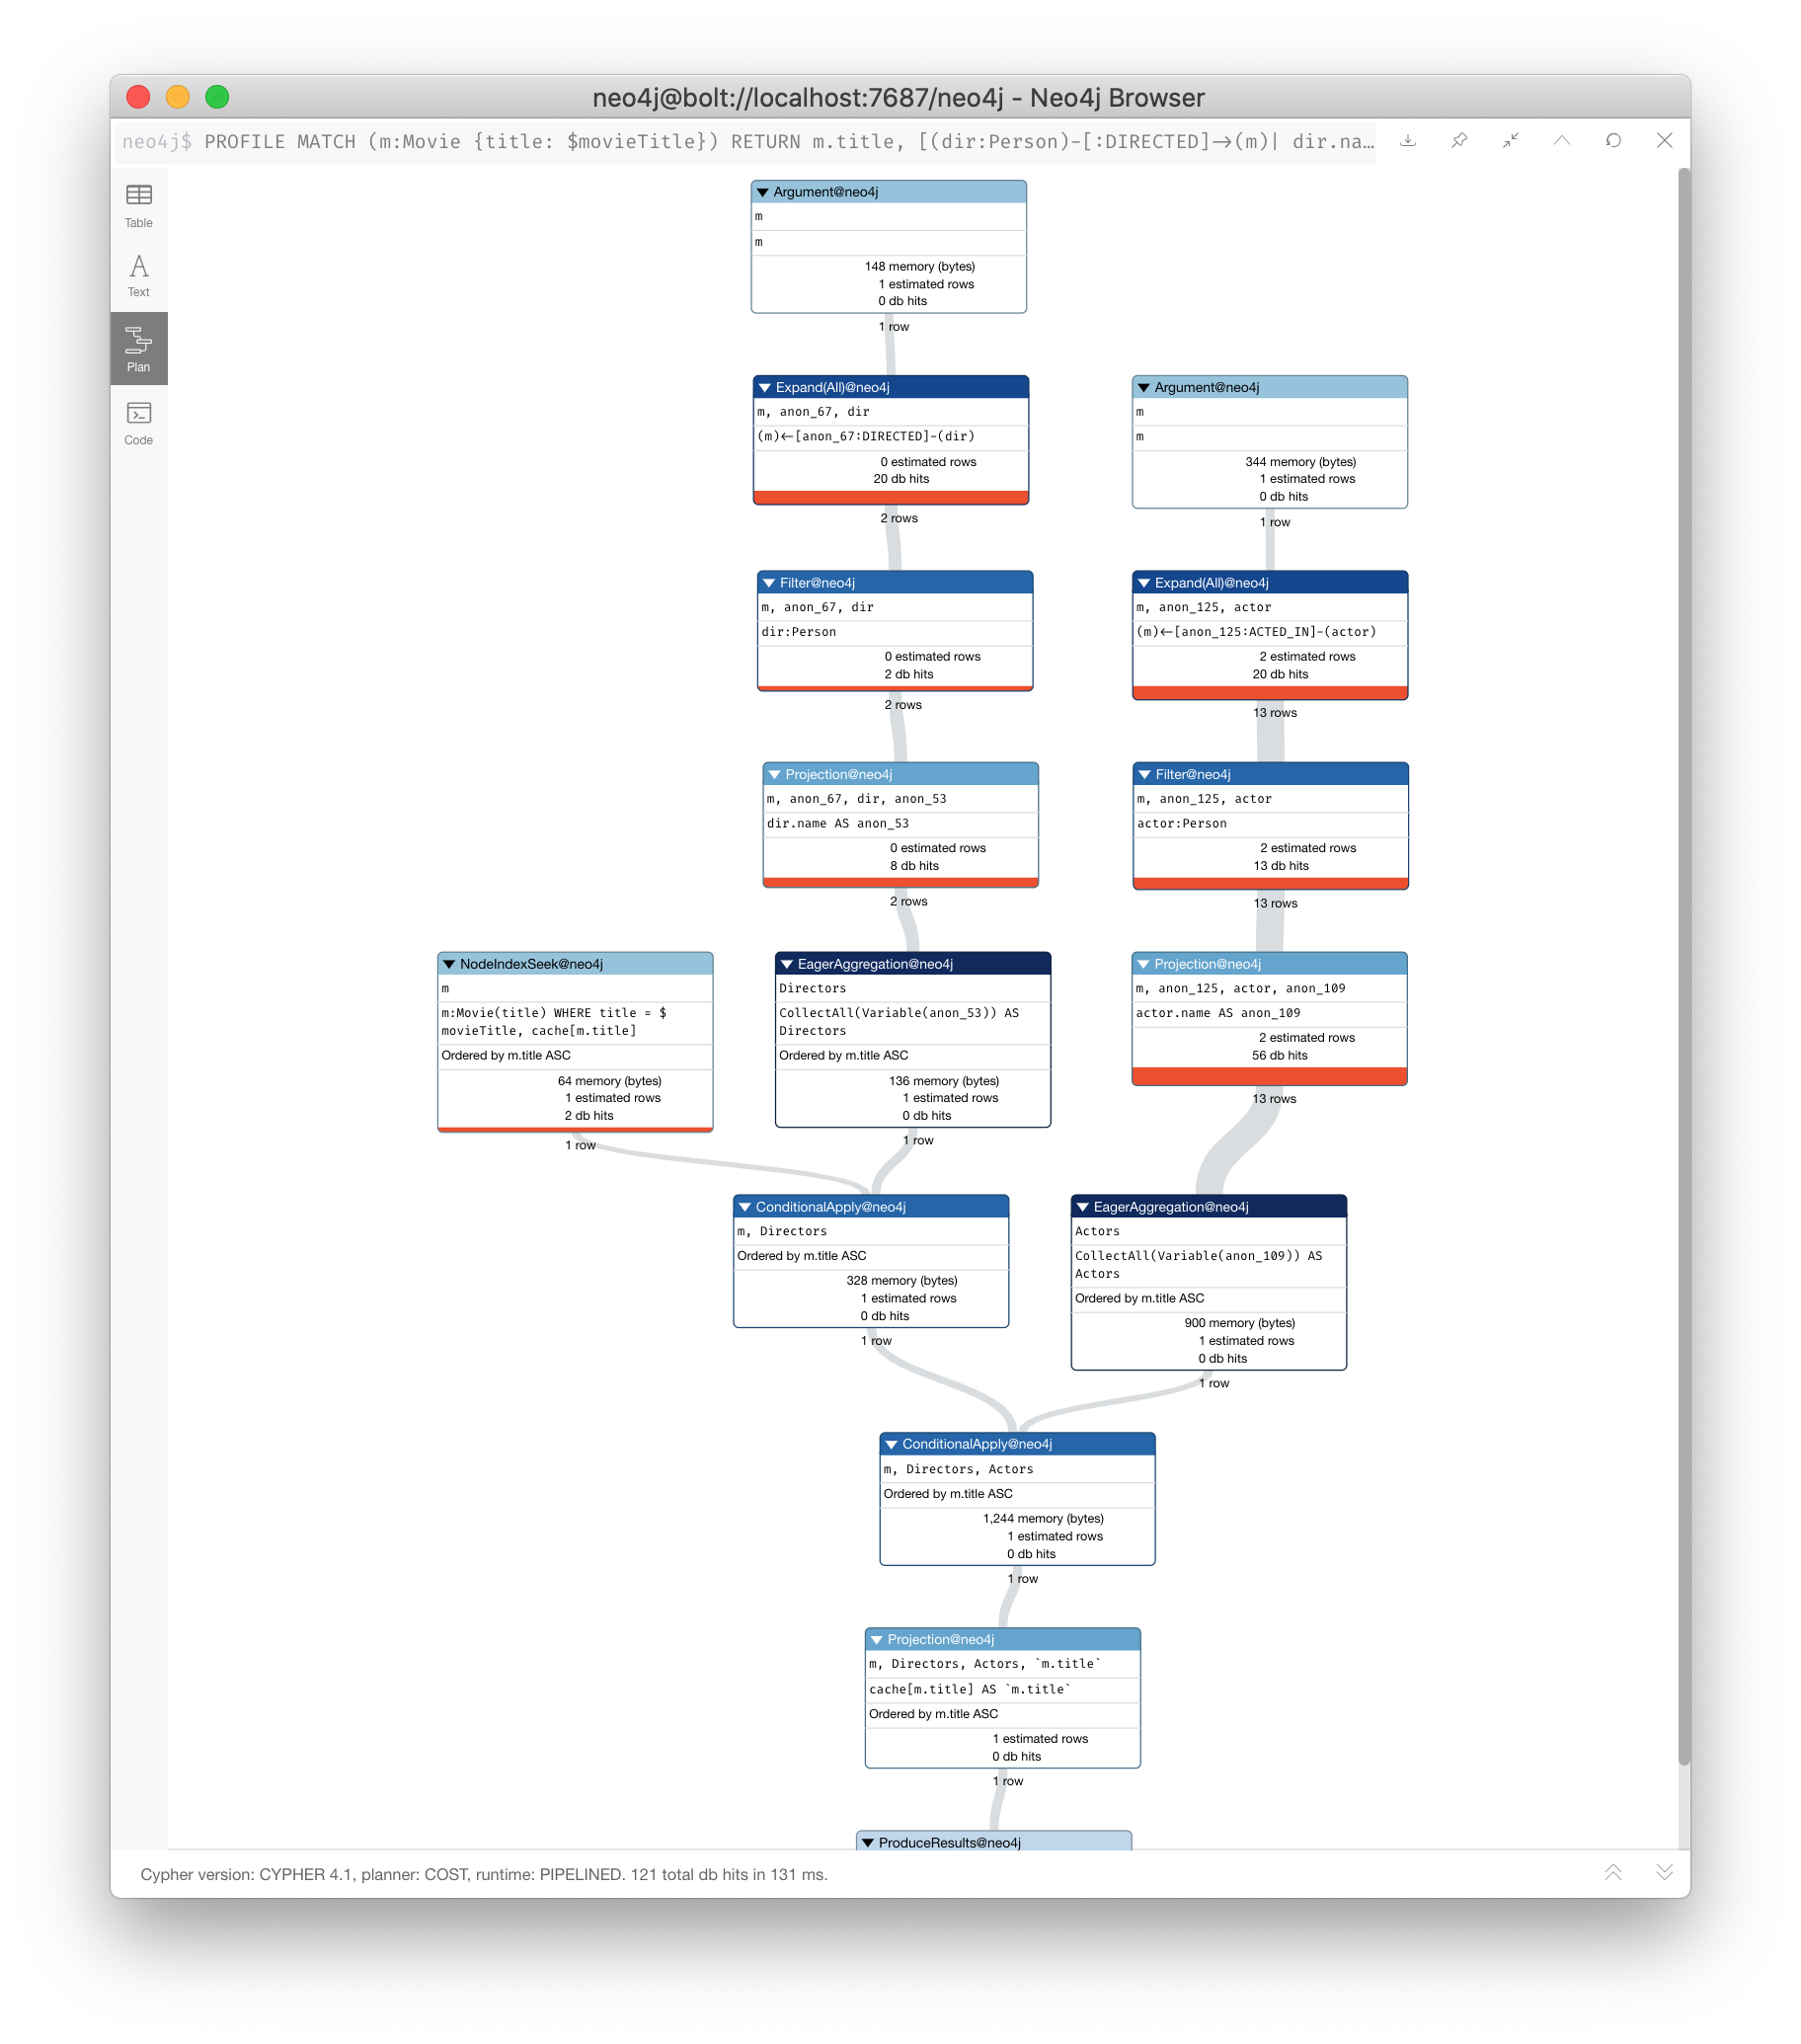 neo4j@bolt://localhost:7687/neo4j - Neo4j Browser
neo4j$ PROFILE MATCH (m:Movie {title: $movieTitle}) RETURN m.title, [(dir:Person)-[:DIRECTED]->(m)| dir.na…
Table
Text
Plan
Code
Argument@neo4j
m
m
148 memory (bytes)
1 estimated rows
0 db hits
1 row
Expand(All)@neo4j
m, anon_67, dir
(m)<-[anon_67:DIRECTED]-(dir)
0 estimated rows
20 db hits
2 rows
Argument@neo4j
m
m
344 memory (bytes)
1 estimated rows
0 db hits
1 row
Filter@neo4j
m, anon_67, dir
dir:Person
0 estimated rows
2 db hits
2 rows
Expand(All)@neo4j
m, anon_125, actor
(m)<-[anon_125:ACTED_IN]-(actor)
2 estimated rows
20 db hits
13 rows
Projection@neo4j
m, anon_67, dir, anon_53
dir.name AS anon_53
0 estimated rows
8 db hits
2 rows
Filter@neo4j
m, anon_125, actor
actor:Person
2 estimated rows
13 db hits
13 rows
NodeIndexSeek@neo4j
m
m:Movie(title) WHERE title = $
movieTitle, cache[m.title]
Ordered by m.title ASC
64 memory (bytes)
1 estimated rows
2 db hits
1 row
EagerAggregation@neo4j
Directors
CollectAll(Variable(anon_53)) AS
Directors
Ordered by m.title ASC
136 memory (bytes)
1 estimated rows
0 db hits
1 row
Projection@neo4j
m, anon_125, actor, anon_109
actor.name AS anon_109
2 estimated rows
56 db hits
13 rows
ConditionalApply@neo4j
m, Directors
Ordered by m.title ASC
328 memory (bytes)
1 estimated rows
0 db hits
1 row
EagerAggregation@neo4j
Actors
CollectAll(Variable(anon_109)) AS
Actors
Ordered by m.title ASC
900 memory (bytes)
1 estimated rows
0 db hits
1 row
ConditionalApply@neo4j
m, Directors, Actors
Ordered by m.title ASC
1,244 memory (bytes)
1 estimated rows
0 db hits
1 row
Projection@neo4j
m, Directors, Actors, `m.title`
cache[m.title] AS `m.title`
Ordered by m.title ASC
1 estimated rows
0 db hits
1 row
ProduceResults@neo4j
Cypher version: CYPHER 4.1, planner: COST, runtime: PIPELINED. 121 total db hits in 131 ms.